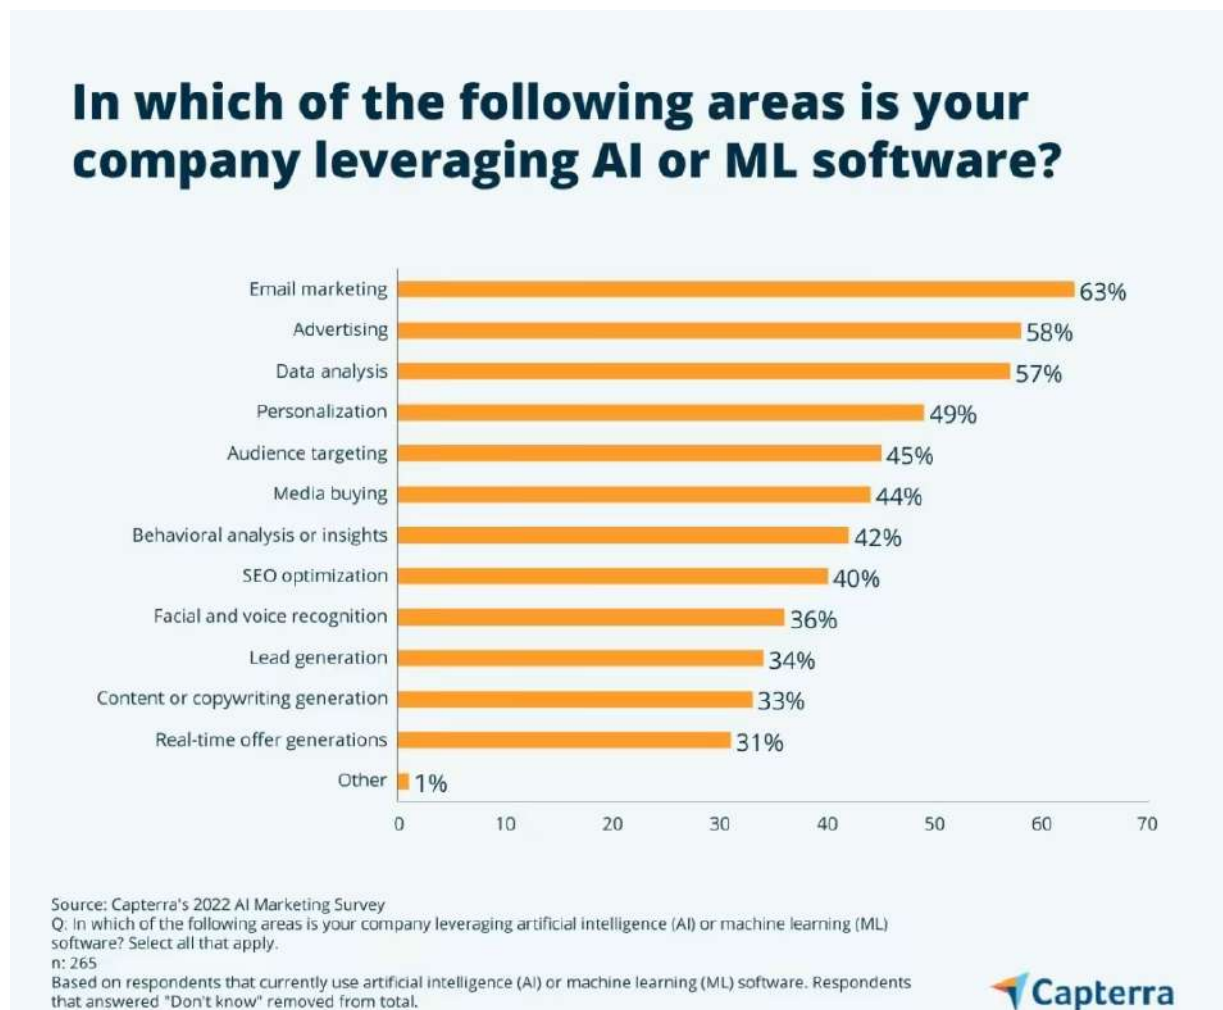 In which of the following areas is your
company leveraging AI or ML software?
Email marketing 63%
Advertising 58%
Data analysis 57%
Personalization 49%
Audience targeting 45%
Media buying 44%
Behavioral analysis or insights 42%
SEO optimization 40%
Facial and voice recognition 36%
Lead generation 34%
Content or copywriting generation 33%
Real-time offer generations 31%
Other 1%
0 10 20 30 40 50 60 70
Source: Capterra's 2022 AI Marketing Survey
Q: In which of the following areas is your company leveraging artificial intelligence (AI) or machine learning (ML)
software? Select all that apply.
n: 265
Based on respondents that currently use artificial intelligence (AI) or machine learning (ML) software. Respondents
that answered "Don't know" removed from total.
Capterra